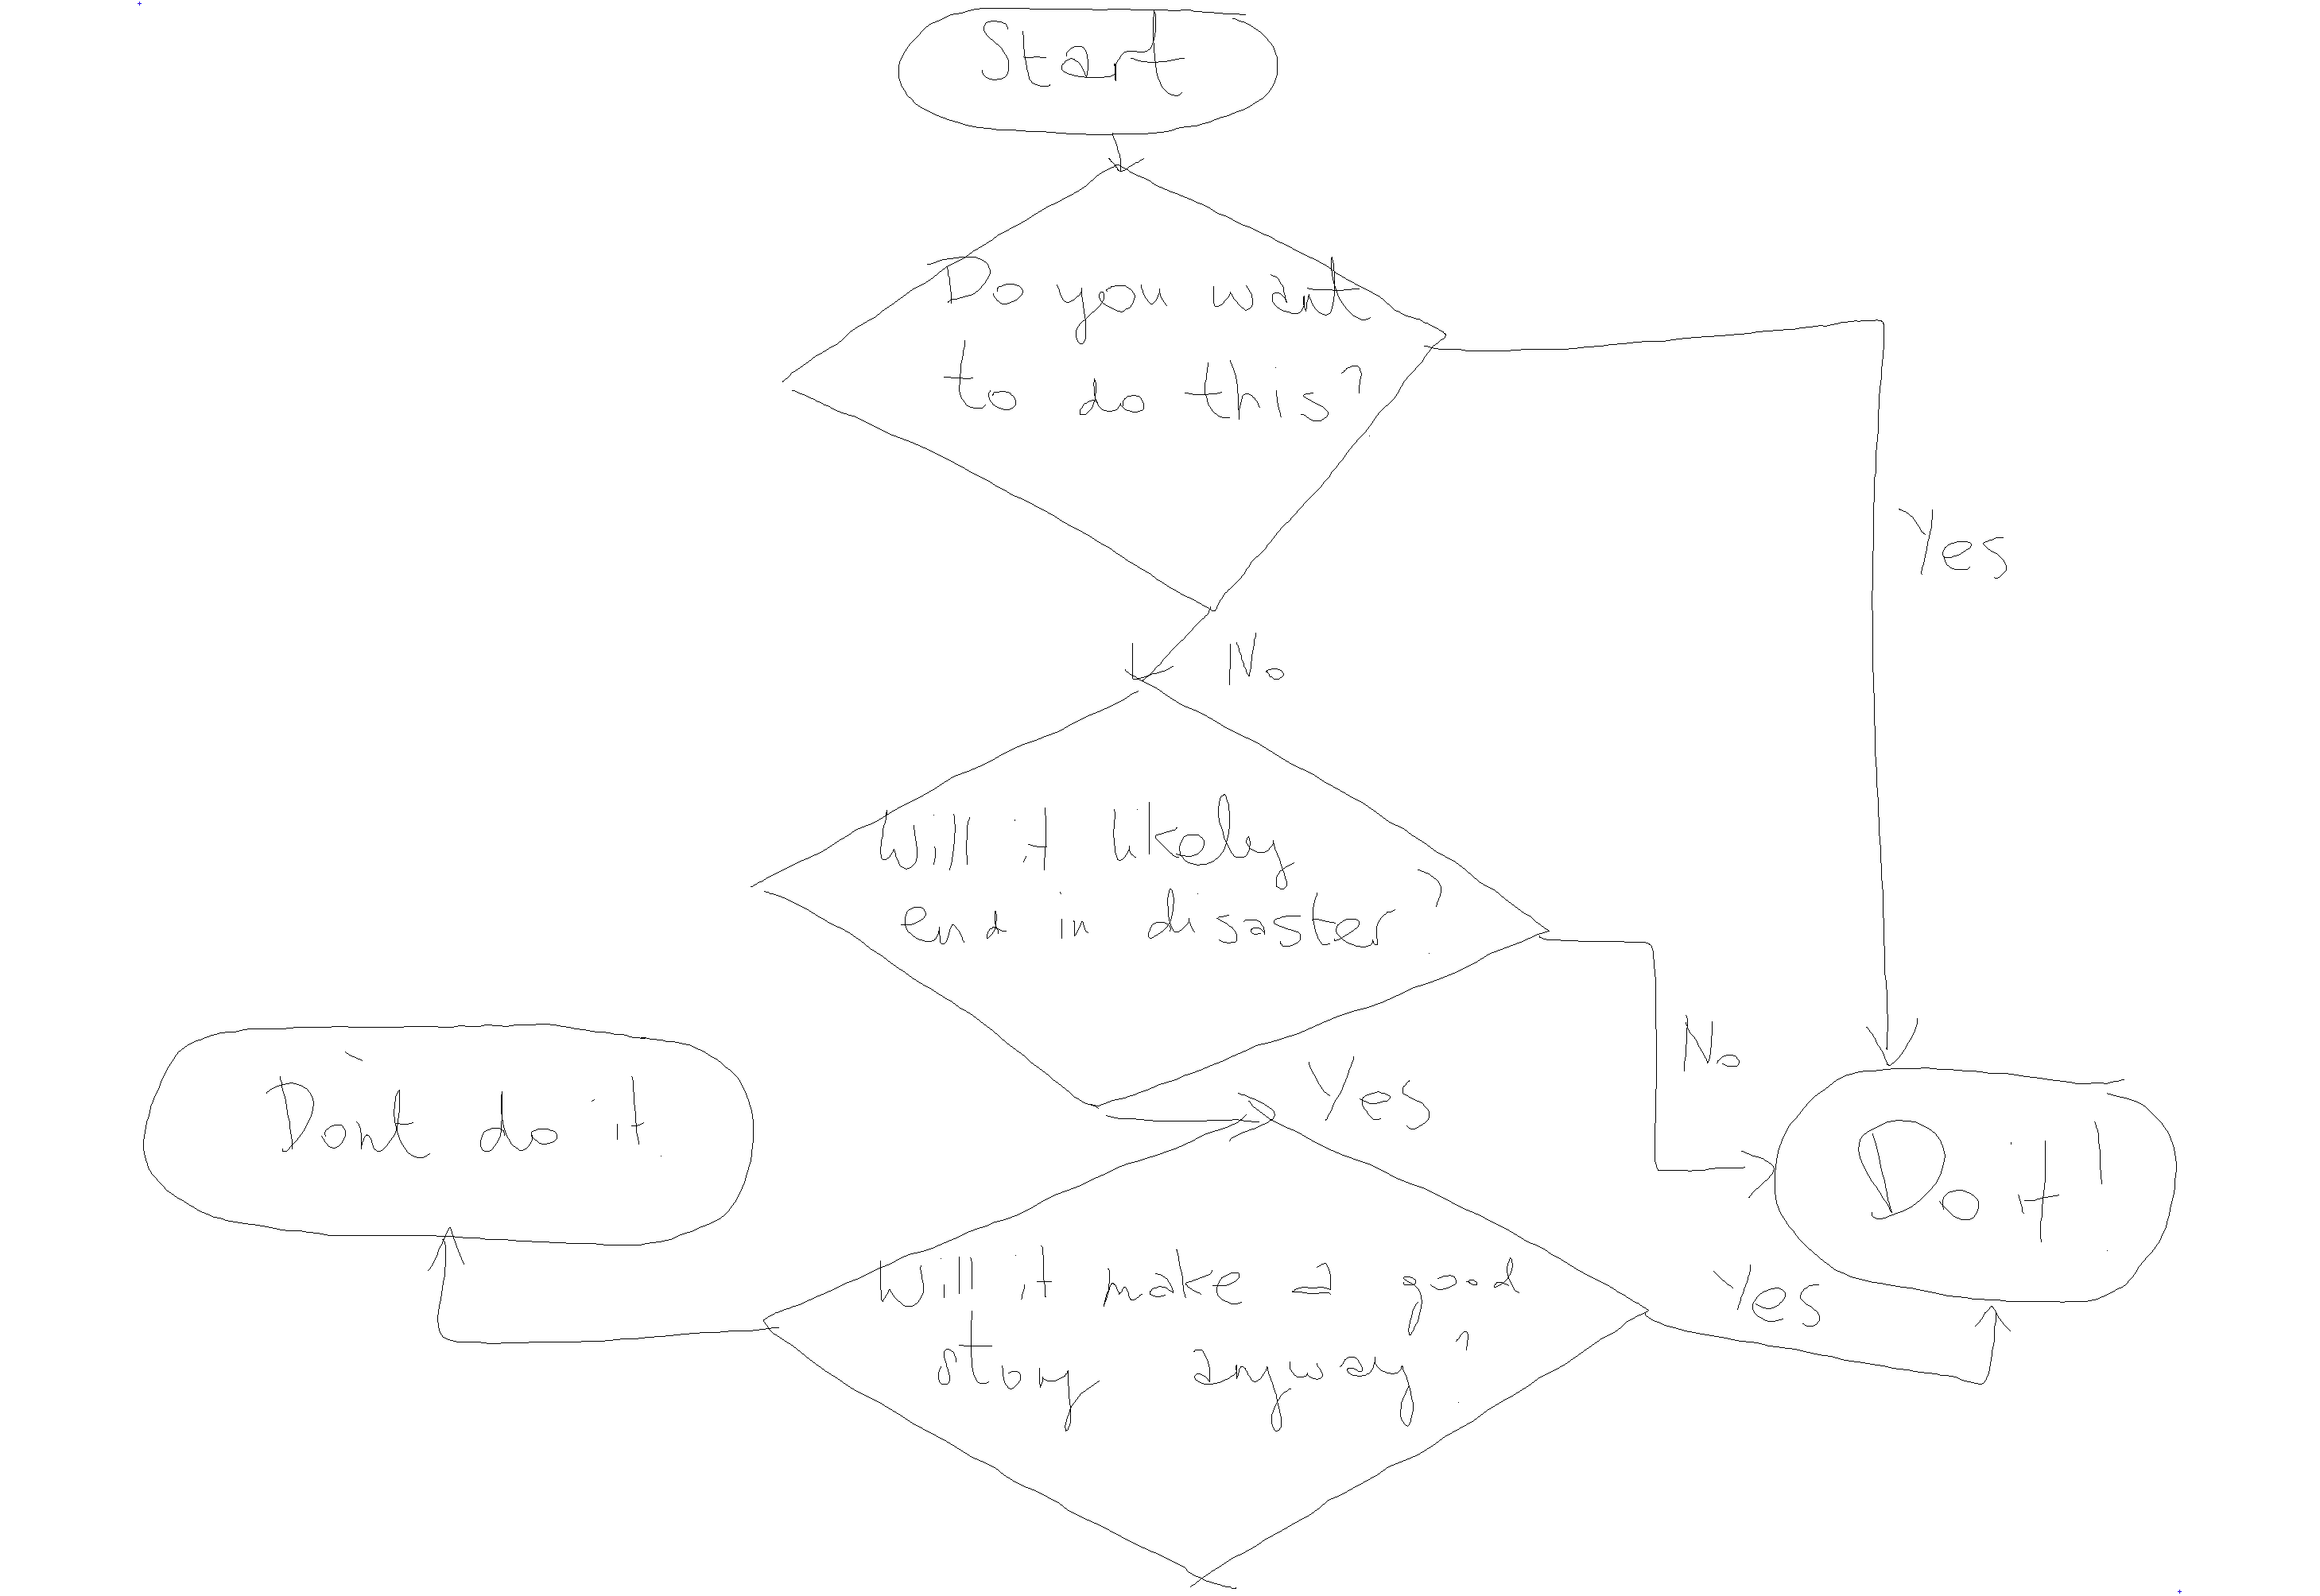 Start
Do you want
to do this?
Yes
No
Will it likely
end in disaster?
No
Yes
Don't do it!
Do it!
Will it make a good
story anyway?
Yes